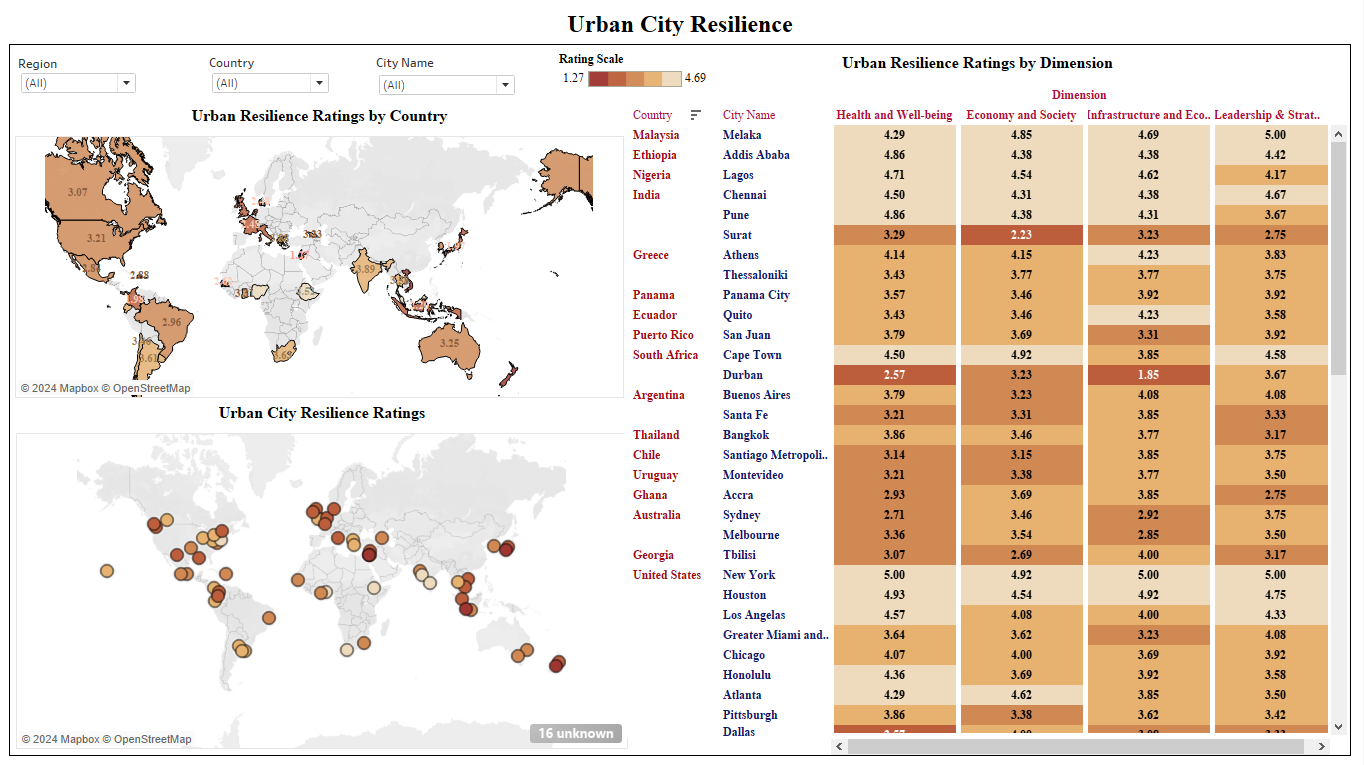 Urban City Resilience
Region
(All)
Country
(All)
City Name
(All)
Rating Scale
1.27 4.69
Urban Resilience Ratings by Country
3.07
3.21
2.88
2.96
3.61
3.89
3.25
© 2024 Mapbox © OpenStreetMap
Urban City Resilience Ratings
© 2024 Mapbox © OpenStreetMap
16 unknown
Urban Resilience Ratings by Dimension
Dimension
Country City Name Health and Well-being Economy and Society Infrastructure and Eco.. Leadership & Strat..
Malaysia Melaka 4.29 4.85 4.69 5.00
Ethiopia Addis Ababa 4.86 4.38 4.38 4.42
Nigeria Lagos 4.71 4.54 4.62 4.17
India Chennai 4.50 4.31 4.38 4.67
Pune 4.86 4.38 4.31 3.67
Surat 3.29 2.23 3.23 2.75
Greece Athens 4.14 4.15 4.23 3.83
Thessaloniki 3.43 3.77 3.77 3.75
Panama Panama City 3.57 3.46 3.92 3.92
Ecuador Quito 3.43 3.46 4.23 3.58
Puerto Rico San Juan 3.79 3.69 3.31 3.92
South Africa Cape Town 4.50 4.92 3.85 4.58
Durban 2.57 3.23 1.85 3.67
Argentina Buenos Aires 3.79 3.23 4.08 4.08
Santa Fe 3.21 3.31 3.85 3.33
Thailand Bangkok 3.86 3.46 3.77 3.17
Chile Santiago Metropoli.. 3.14 3.15 3.85 3.75
Uruguay Montevideo 3.21 3.38 3.77 3.50
Ghana Accra 2.93 3.69 3.85 2.75
Australia Sydney 2.71 3.46 2.92 3.75
Melbourne 3.36 3.54 2.85 3.50
Georgia Tbilisi 3.07 2.69 4.00 3.17
United States New York 5.00 4.92 5.00 5.00
Houston 4.93 4.54 4.92 4.75
Los Angelas 4.57 4.08 4.00 4.33
Greater Miami and.. 3.64 3.62 3.23 4.08
Chicago 4.07 4.00 3.69 3.92
Honolulu 4.36 3.69 3.92 3.58
Atlanta 4.29 4.62 3.85 3.50
Pittsburgh 3.86 3.38 3.62 3.42
Dallas